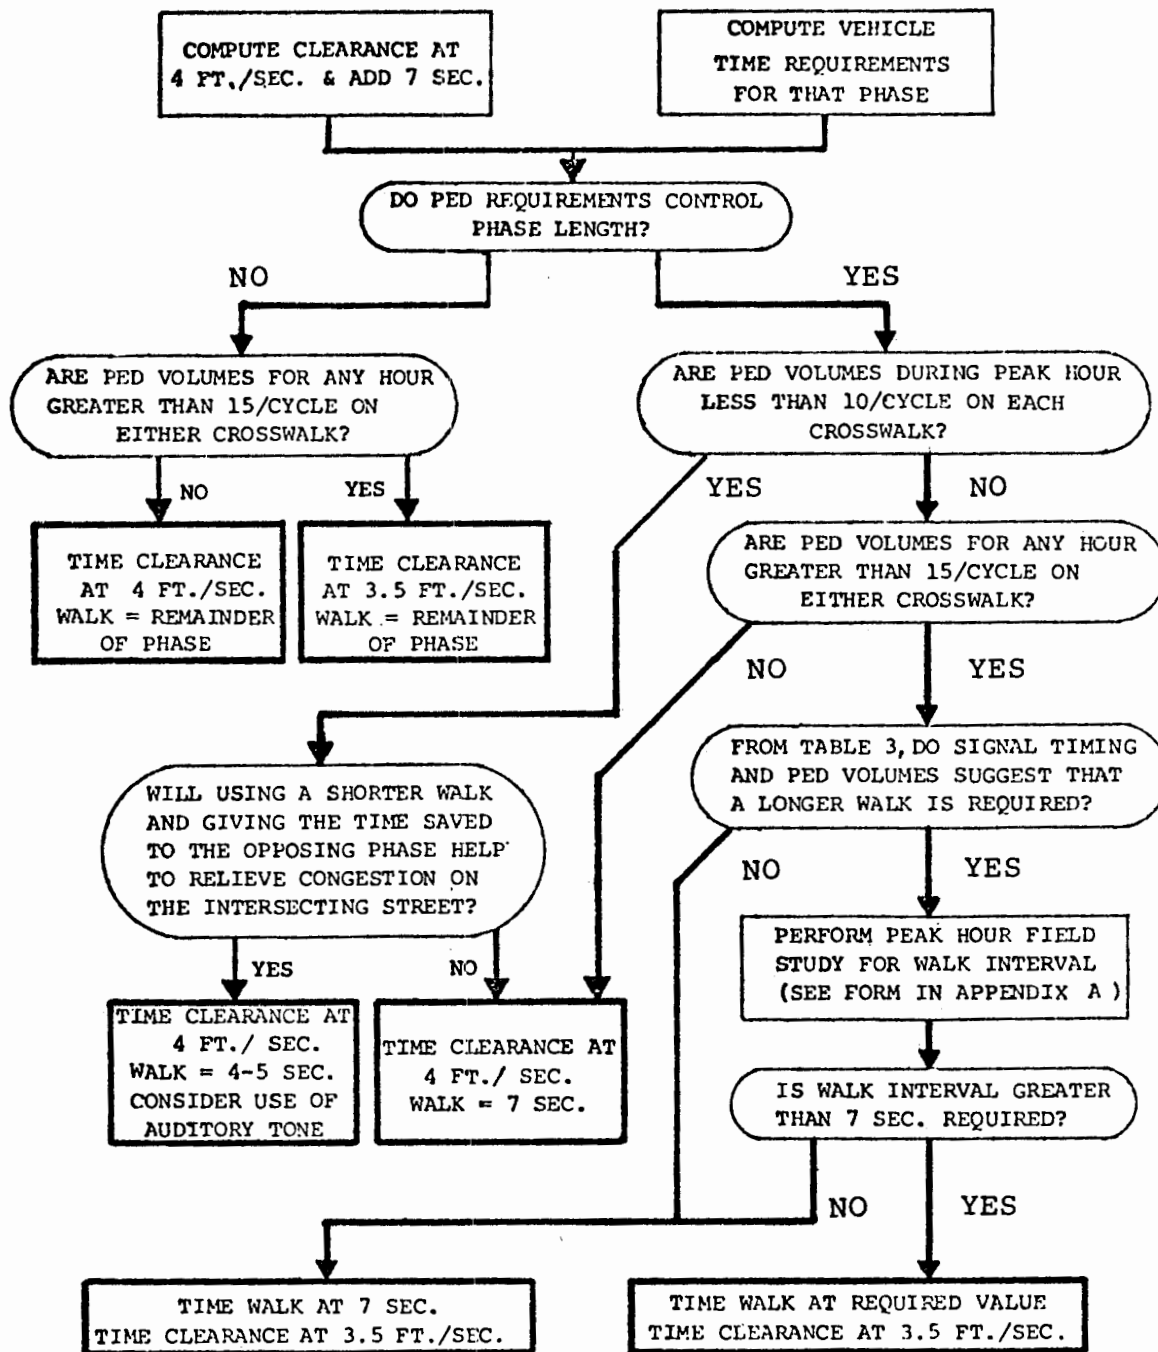 COMPUTE CLEARANCE AT
4 FT./SEC. & ADD 7 SEC.
COMPUTE VEHICLE
TIME REQUIREMENTS
FOR THAT PHASE
DO PED REQUIREMENTS CONTROL
PHASE LENGTH?
NO
YES
ARE PED VOLUMES FOR ANY HOUR
GREATER THAN 15/CYCLE ON
EITHER CROSSWALK?
ARE PED VOLUMES DURING PEAK HOUR
LESS THAN 10/CYCLE ON EACH
CROSSWALK?
NO
YES
YES
NO
TIME CLEARANCE
AT 4 FT./SEC.
WALK = REMAINDER
OF PHASE
TIME CLEARANCE
AT 3.5 FT./SEC.
WALK = REMAINDER
OF PHASE
ARE PED VOLUMES FOR ANY HOUR
GREATER THAN 15/CYCLE ON
EITHER CROSSWALK?
NO
YES
WILL USING A SHORTER WALK
AND GIVING THE TIME SAVED
TO THE OPPOSING PHASE HELP
TO RELIEVE CONGESTION ON
THE INTERSECTING STREET?
FROM TABLE 3, DO SIGNAL TIMING
AND PED VOLUMES SUGGEST THAT
A LONGER WALK IS REQUIRED?
NO
YES
YES
NO
PERFORM PEAK HOUR FIELD
STUDY FOR WALK INTERVAL
(SEE FORM IN APPENDIX A)
TIME CLEARANCE AT
4 FT./ SEC.
WALK = 4-5 SEC.
CONSIDER USE OF
AUDITORY TONE
TIME CLEARANCE AT
4 FT./ SEC.
WALK = 7 SEC.
IS WALK INTERVAL GREATER
THAN 7 SEC. REQUIRED?
NO
YES
TIME WALK AT 7 SEC.
TIME CLEARANCE AT 3.5 FT./SEC.
TIME WALK AT REQUIRED VALUE
TIME CLEARANCE AT 3.5 FT./SEC.